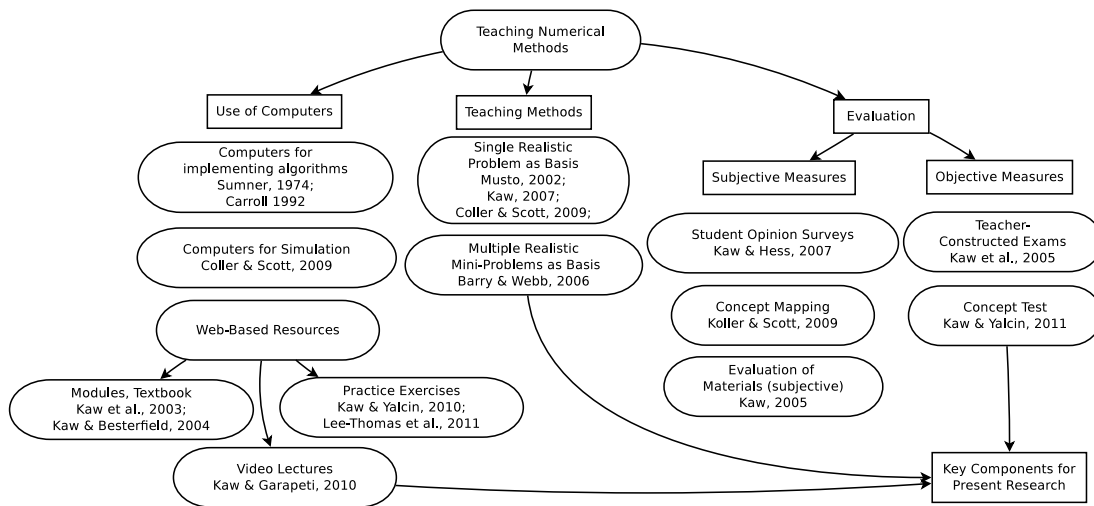 Teaching Numerical
Methods
Use of Computers
Teaching Methods
Evaluation
Computers for
implementing algorithms
Sumner, 1974;
Carroll 1992
Single Realistic
Problem as Basis
Musto, 2002;
Kaw, 2007;
Coller & Scott, 2009;
Subjective Measures
Objective Measures
Computers for Simulation
Coller & Scott, 2009
Multiple Realistic
Mini-Problems as Basis
Barry & Webb, 2006
Student Opinion Surveys
Kaw & Hess, 2007
Teacher-
Constructed Exams
Kaw et al., 2005
Web-Based Resources
Concept Mapping
Koller & Scott, 2009
Concept Test
Kaw & Yalcin, 2011
Modules, Textbook
Kaw et al., 2003;
Kaw & Besterfield, 2004
Practice Exercises
Kaw & Yalcin, 2010;
Lee-Thomas et al., 2011
Evaluation of
Materials (subjective)
Kaw, 2005
Video Lectures
Kaw & Garapeti, 2010
Key Components for
Present Research